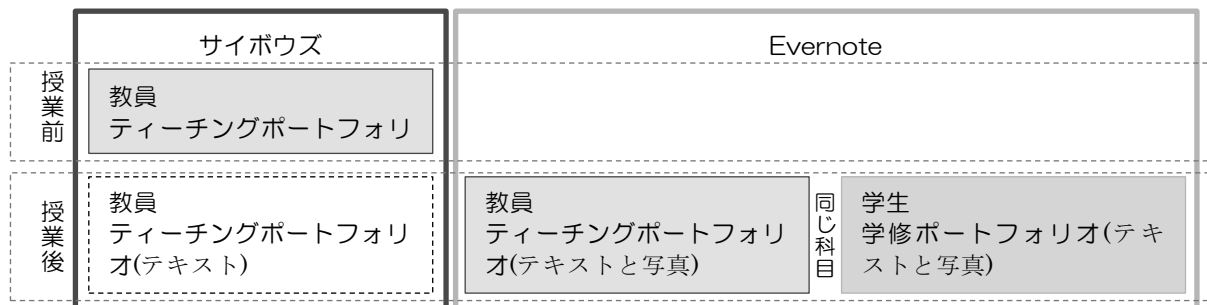 サイボウズ
Evernote
授業前
教員
ティーチングポートフォリ
授業後
教員
ティーチングポートフォリ
オ(テキスト)
教員
ティーチングポートフォリ
オ(テキストと写真)
同じ科目
学生
学修ポートフォリオ(テキ
ストと写真)